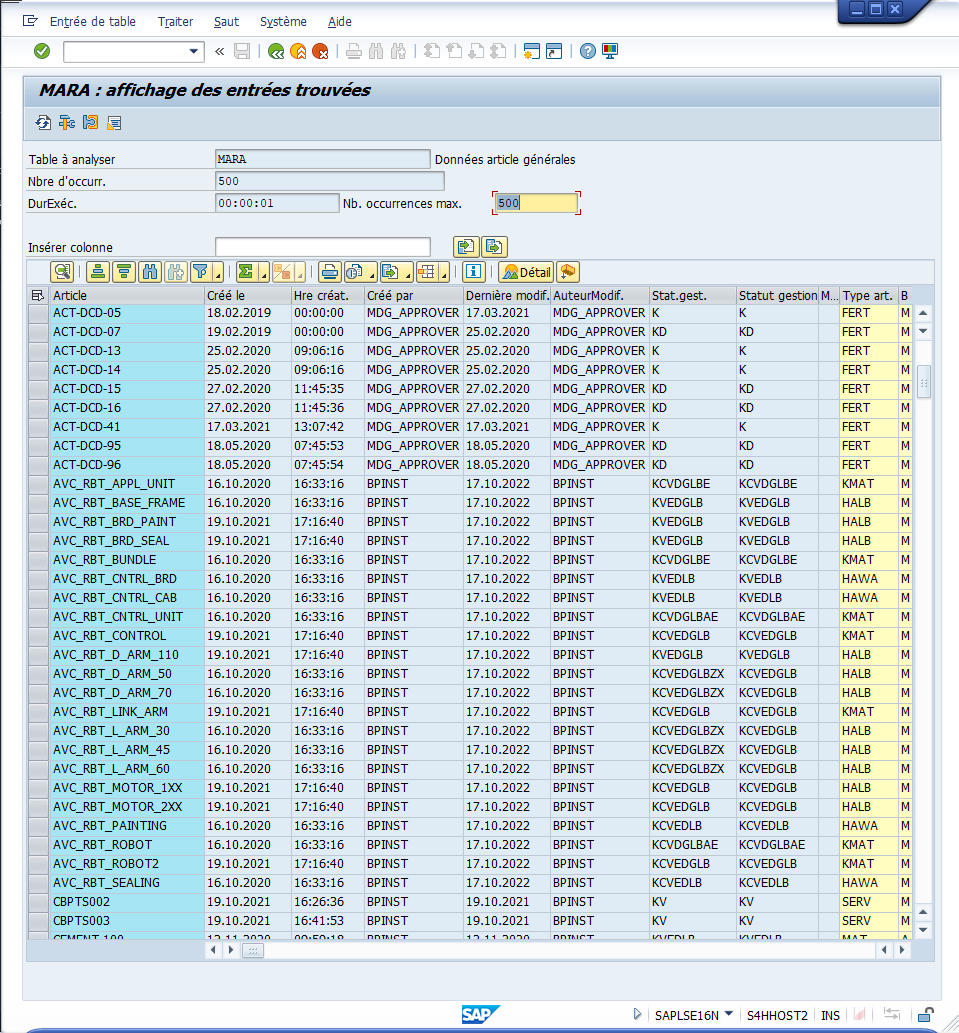 Entrée de table Traiter Saut Système Aide
MARA : affichage des entrées trouvées
Table à analyser MARA Données article générales
Nbre d'occurr. 500
DurExéc. 00:00:01 Nb. occurrences max. 500
Insérer colonne
Détail
Article Créé le Hre créat. Créé par Dernière modif. AuteurModif. Stat.gest. Statut gestion M... Type art. B
ACT-DCD-05 18.02.2019 00:00:00 MDG_APPROVER 17.03.2021 MDG_APPROVER K K FERT M
ACT-DCD-07 19.02.2019 00:00:00 MDG_APPROVER 25.02.2020 MDG_APPROVER KD KD FERT M
ACT-DCD-13 25.02.2020 09:06:16 MDG_APPROVER 25.02.2020 MDG_APPROVER K K FERT M
ACT-DCD-14 25.02.2020 09:06:16 MDG_APPROVER 25.02.2020 MDG_APPROVER K K FERT M
ACT-DCD-15 27.02.2020 11:45:35 MDG_APPROVER 27.02.2020 MDG_APPROVER KD KD FERT M
ACT-DCD-16 27.02.2020 11:45:36 MDG_APPROVER 27.02.2020 MDG_APPROVER KD KD FERT M
ACT-DCD-41 17.03.2021 13:07:42 MDG_APPROVER 17.03.2021 MDG_APPROVER K K FERT M
ACT-DCD-95 18.05.2020 07:45:53 MDG_APPROVER 18.05.2020 MDG_APPROVER KD KD FERT M
ACT-DCD-96 18.05.2020 07:45:54 MDG_APPROVER 18.05.2020 MDG_APPROVER KD KD FERT M
AVC_RBT_APPL_UNIT 16.10.2020 16:33:16 BPINST 17.10.2022 BPINST KCVDGLBE KCVDGLBE KMAT M
AVC_RBT_BASE_FRAME 16.10.2020 16:33:16 BPINST 17.10.2022 BPINST KVEDGLB KVEDGLB HALB M
AVC_RBT_BRD_PAINT 19.10.2021 17:16:40 BPINST 17.10.2022 BPINST KVEDGLB KVEDGLB HALB M
AVC_RBT_BRD_SEAL 19.10.2021 17:16:40 BPINST 17.10.2022 BPINST KVEDGLB KVEDGLB HALB M
AVC_RBT_BUNDLE 16.10.2020 16:33:16 BPINST 17.10.2022 BPINST KCVDGLBE KCVDGLBE KMAT M
AVC_RBT_CNTRL_BRD 16.10.2020 16:33:16 BPINST 17.10.2022 BPINST KVEDLB KVEDLB HAWA M
AVC_RBT_CNTRL_CAB 16.10.2020 16:33:16 BPINST 17.10.2022 BPINST KVEDLB KVEDLB HAWA M
AVC_RBT_CNTRL_UNIT 16.10.2020 16:33:16 BPINST 17.10.2022 BPINST KCVDGLBAE KCVDGLBAE KMAT M
AVC_RBT_CONTROL 19.10.2021 17:16:40 BPINST 17.10.2022 BPINST KCVEDGLB KCVEDGLB KMAT M
AVC_RBT_D_ARM_110 19.10.2021 17:16:40 BPINST 17.10.2022 BPINST KCVEDGLB KCVEDGLB HALB M
AVC_RBT_D_ARM_50 16.10.2020 16:33:16 BPINST 17.10.2022 BPINST KCVEDGLBZX KCVEDGLB HALB M
AVC_RBT_D_ARM_70 16.10.2020 16:33:16 BPINST 17.10.2022 BPINST KCVEDGLBZX KCVEDGLB HALB M
AVC_RBT_LINK_ARM 19.10.2021 17:16:40 BPINST 17.10.2022 BPINST KCVEDGLB KCVEDGLB KMAT M
AVC_RBT_L_ARM_30 16.10.2020 16:33:16 BPINST 17.10.2022 BPINST KCVEDGLBZX KCVEDGLB HALB M
AVC_RBT_L_ARM_45 16.10.2020 16:33:16 BPINST 17.10.2022 BPINST KCVEDGLBZX KCVEDGLB HALB M
AVC_RBT_L_ARM_60 16.10.2020 16:33:16 BPINST 17.10.2022 BPINST KCVEDGLBZX KCVEDGLB HALB M
AVC_RBT_MOTOR_1XX 19.10.2021 17:16:40 BPINST 17.10.2022 BPINST KCVEDGLB KCVEDGLB HALB M
AVC_RBT_MOTOR_2XX 19.10.2021 17:16:40 BPINST 17.10.2022 BPINST KCVEDGLB KCVEDGLB HALB M
AVC_RBT_PAINTING 16.10.2020 16:33:16 BPINST 17.10.2022 BPINST KCVEDLB KCVEDLB HAWA M
AVC_RBT_ROBOT 16.10.2020 16:33:16 BPINST 17.10.2022 BPINST KCVDGLBAE KCVDGLBAE KMAT M
AVC_RBT_ROBOT2 19.10.2021 17:16:40 BPINST 17.10.2022 BPINST KCVEDGLB KCVEDGLB KMAT M
AVC_RBT_SEALING 16.10.2020 16:33:16 BPINST 17.10.2022 BPINST KCVEDLB KCVEDLB HAWA M
CBPTS002 19.10.2021 16:26:36 BPINST 19.10.2021 BPINST KV KV SERV M
CBPTS003 19.10.2021 16:41:53 BPINST 19.10.2021 BPINST KV KV SERV M
SAP SAPLSE16N S4HHOST2 INS